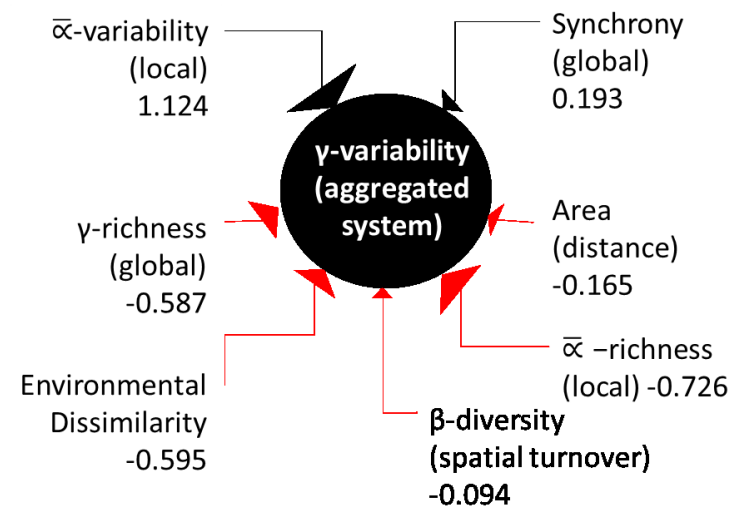 ∝̅-variability
(local)
1.124
Synchrony
(global)
0.193
γ-variability
(aggregated
system)
γ-richness
(global)
-0.587
Area
(distance)
-0.165
∝̅ −richness
(local) -0.726
Environmental
Dissimilarity
-0.595
β-diversity
(spatial turnover)
-0.094